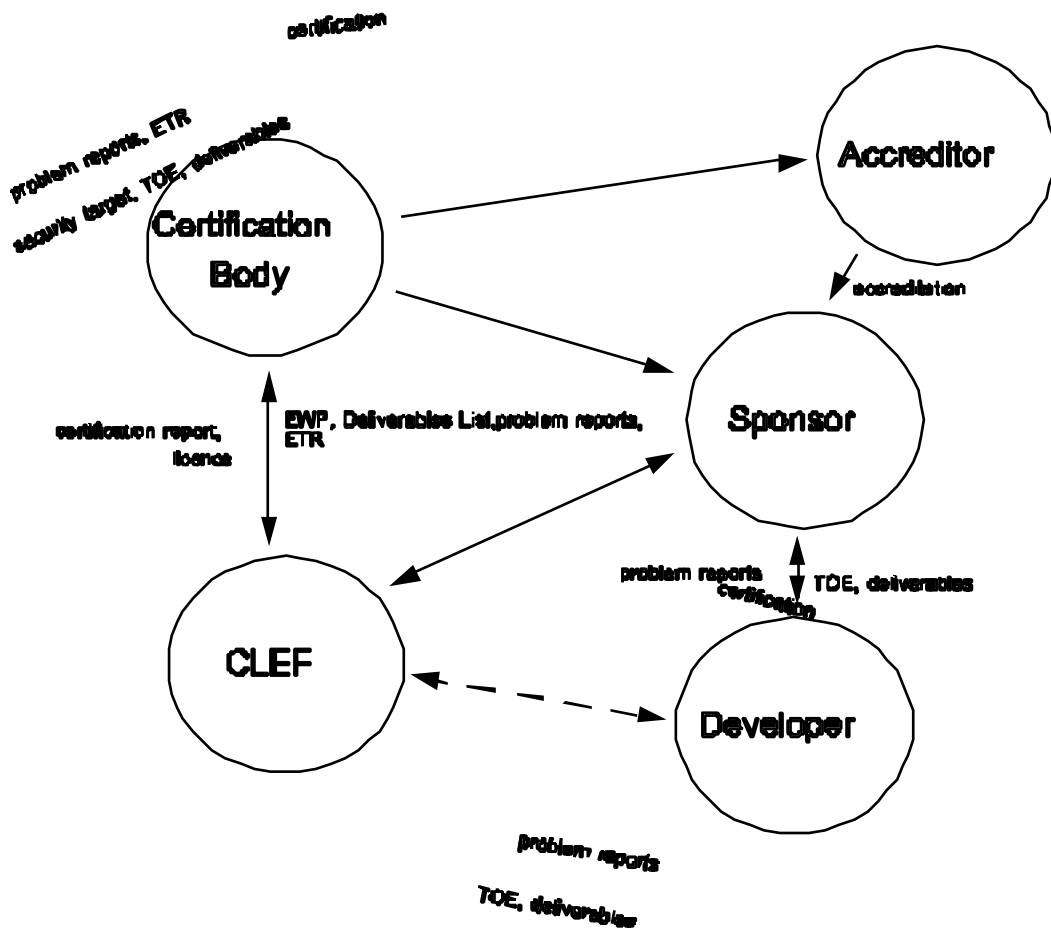 certification
problem reports, ETR
Accreditor
security target, TOE, deliverables
Certification
Body
accreditation
Sponsor
EWP, Deliverables List,problem reports,
ETR
certification report,
licence
problem reports
TOE, deliverables
certification
CLEF
Developer
problem reports
TOE, deliverables